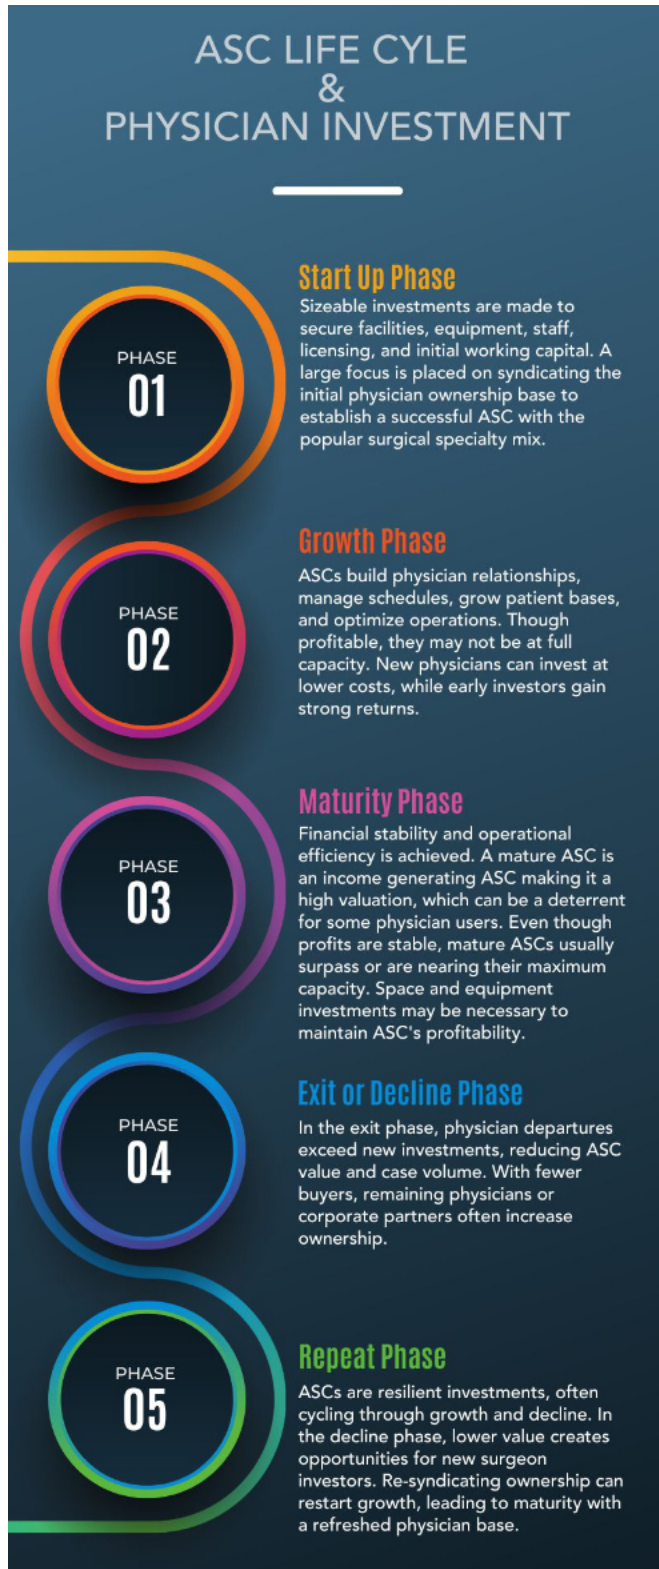 ASC LIFE CYLE
&
PHYSICIAN INVESTMENT
PHASE
01
Start Up Phase
Sizeable investments are made to
secure facilities, equipment, staff,
licensing, and initial working capital. A
large focus is placed on syndicating the
initial physician ownership base to
establish a successful ASC with the
popular surgical specialty mix.
PHASE
02
Growth Phase
ASCs build physician relationships,
manage schedules, grow patient bases,
and optimize operations. Though
profitable, they may not be at full
capacity. New physicians can invest at
lower costs, while early investors gain
strong returns.
PHASE
03
Maturity Phase
Financial stability and operational
efficiency is achieved. A mature ASC is
an income generating ASC making it a
high valuation, which can be a deterrent
for some physician users. Even though
profits are stable, mature ASCs usually
surpass or are nearing their maximum
capacity. Space and equipment
investments may be necessary to
maintain ASC's profitability.
PHASE
04
Exit or Decline Phase
In the exit phase, physician departures
exceed new investments, reducing ASC
value and case volume. With fewer
buyers, remaining physicians or
corporate partners often increase
ownership.
PHASE
05
Repeat Phase
ASCs are resilient investments, often
cycling through growth and decline. In
the decline phase, lower value creates
opportunities for new surgeon
investors. Re-syndicating ownership can
restart growth, leading to maturity with
a refreshed physician base.